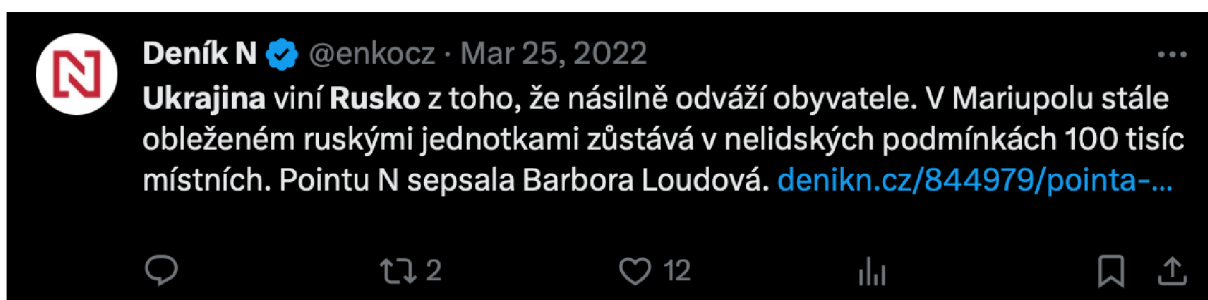 Deník N @enkocz · Mar 25, 2022
Ukrajina viní Rusko z toho, že násilně odváží obyvatele. V Mariupolu stále
obleženém ruskými jednotkami zůstává v nelidských podmínkách 100 tisíc
místních. Pointu N sepsala Barbora Loudová. denikn.cz/844979/pointa-...
2 12